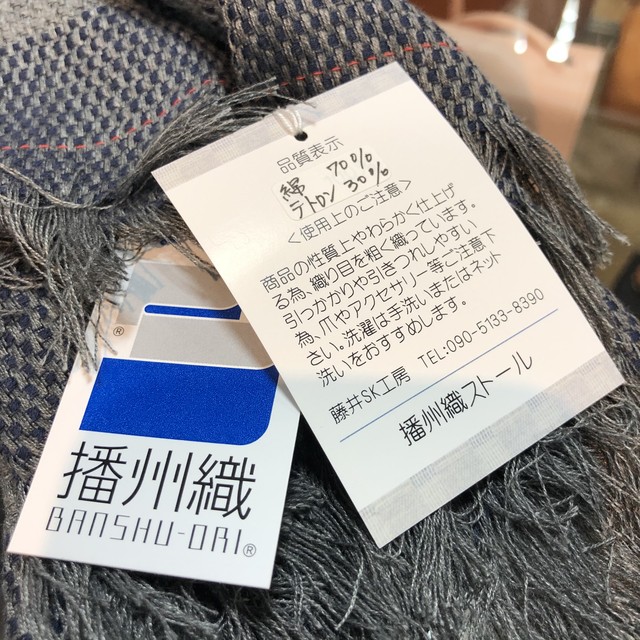 品質表示
綿 70%
テトロン 30%
<使用上のご注意>
商品の性質上やわらかく仕上げ
る為、織り目を粗く織っています。
引っかかりや引きつれしやすい
為、爪やアクセサリー等ご注意下
さい。洗濯は手洗いまたはネット
洗いをおすすめします。
藤井SK工房 TEL:090-5133-8390
播州織ストール
®
播州織
BANSHU-ORI®